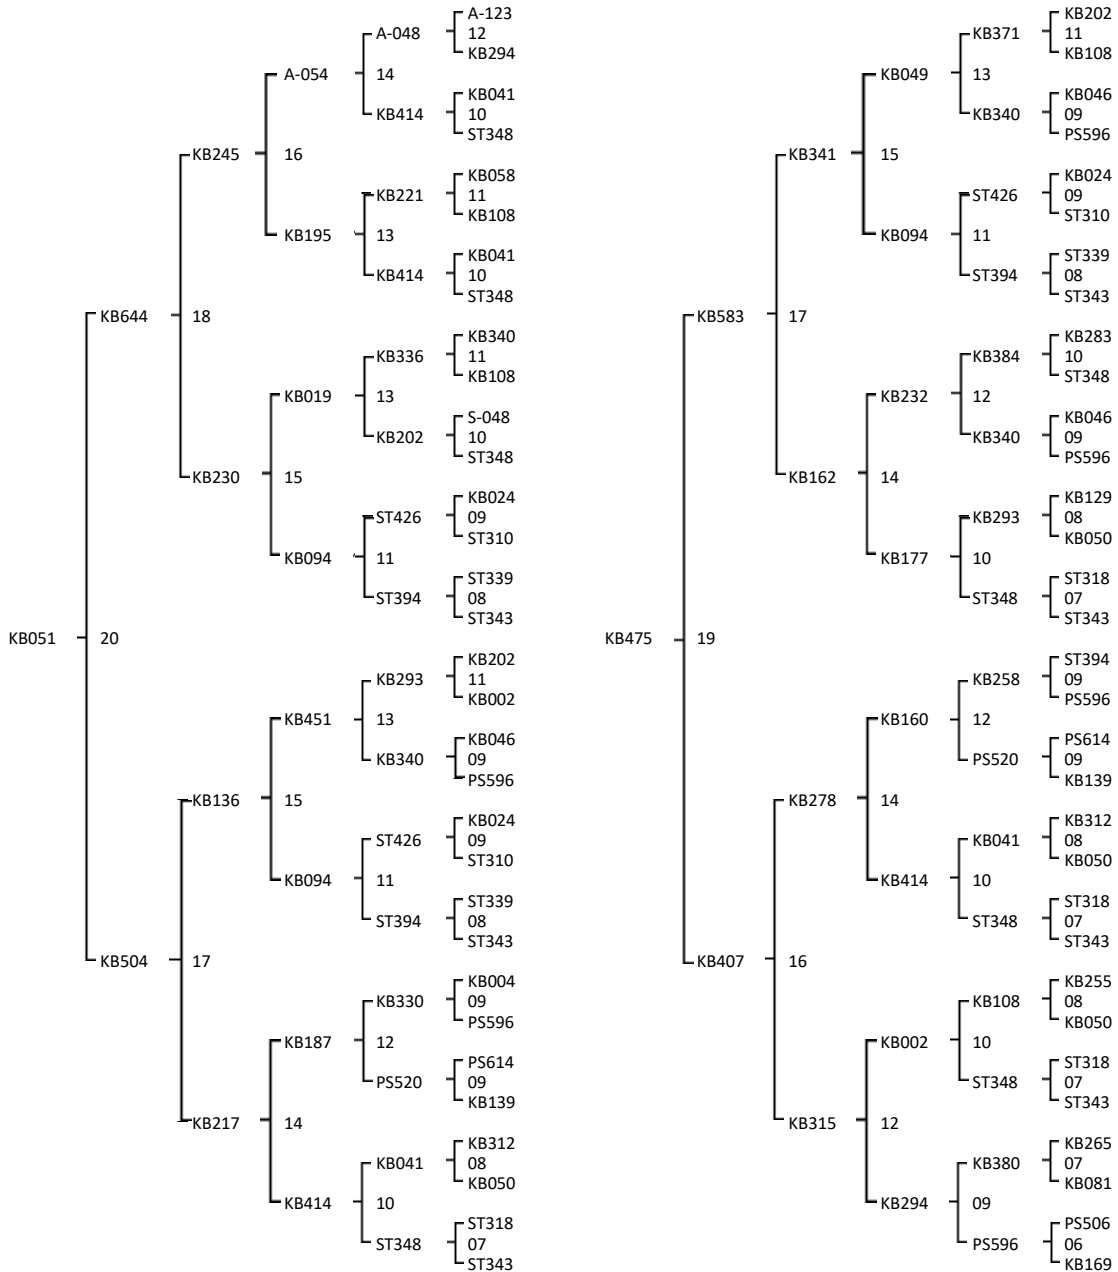 A-123
A-048 12
KB294
A-054 14
KB041
KB414 10
ST348
KB245 16
KB058
KB221 11
KB108
KB195 13
KB041
KB414 10
ST348
KB644 18
KB340
KB336 11
KB108
KB019 13
S-048
KB202 10
ST348
KB230 15
KB024
ST426 09
ST310
KB094 11
ST339
ST394 08
ST343
KB051 20
KB202
KB293 11
KB002
KB451 13
KB046
KB340 09
PS596
KB136 15
KB024
ST426 09
ST310
KB094 11
ST339
ST394 08
ST343
KB504 17
KB004
KB330 09
PS596
KB187 12
PS614
PS520 09
KB139
KB217 14
KB312
KB041 08
KB050
KB414 10
ST318
ST348 07
ST343
KB202
KB371 11
KB108
KB049 13
KB046
KB340 09
PS596
KB341 15
KB024
ST426 09
ST310
KB094 11
ST339
ST394 08
ST343
KB583 17
KB283
KB384 10
ST348
KB232 12
KB046
KB340 09
PS596
KB162 14
KB129
KB293 08
KB050
KB177 10
ST318
ST348 07
ST343
KB475 19
ST394
KB258 09
PS596
KB160 12
PS614
PS520 09
KB139
KB278 14
KB312
KB041 08
KB050
KB414 10
ST318
ST348 07
ST343
KB407 16
KB255
KB108 08
KB050
KB002 10
ST318
ST348 07
ST343
KB315 12
KB265
KB380 07
KB081
KB294 09
PS506
PS596 06
KB169